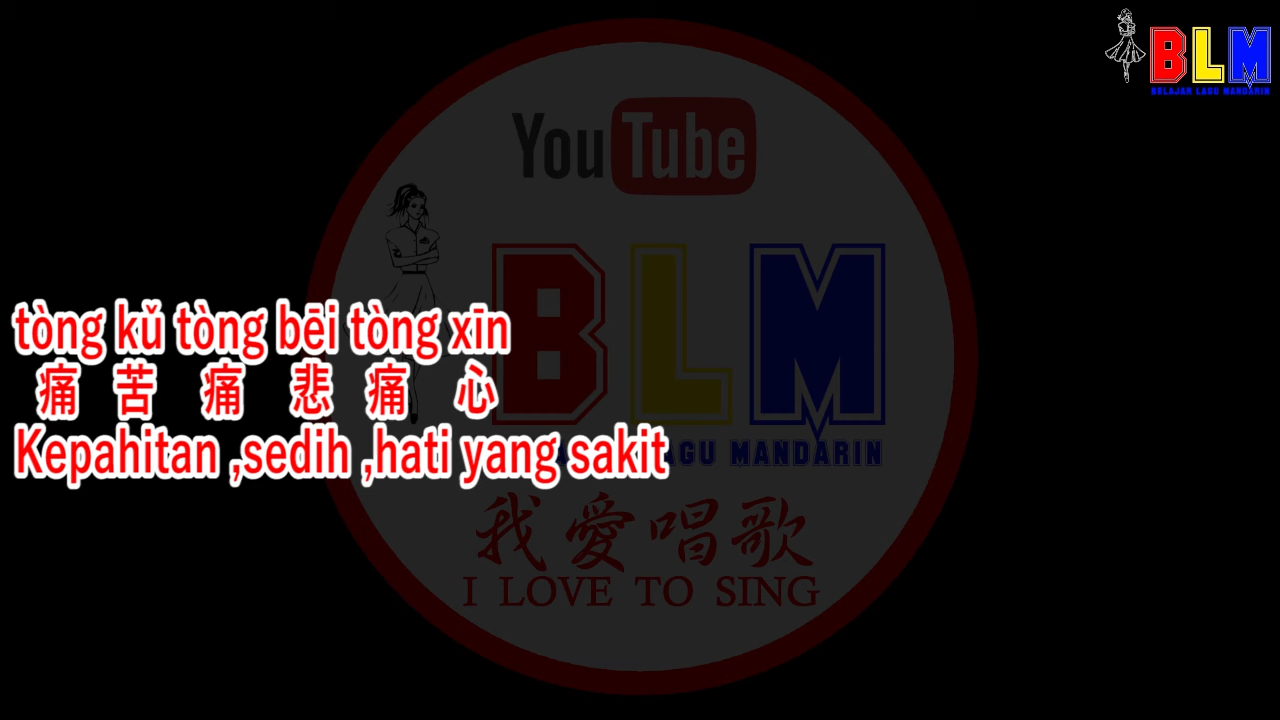 BLM
BELAJAR LAGU MANDARIN
YouTube
BLM
tòng kǔ tòng bēi tòng xīn
痛 苦 痛 悲 痛 心
Kepahitan ,sedih ,hati yang sakit
AGU MANDARIN
我愛唱歌
I LOVE TO SING